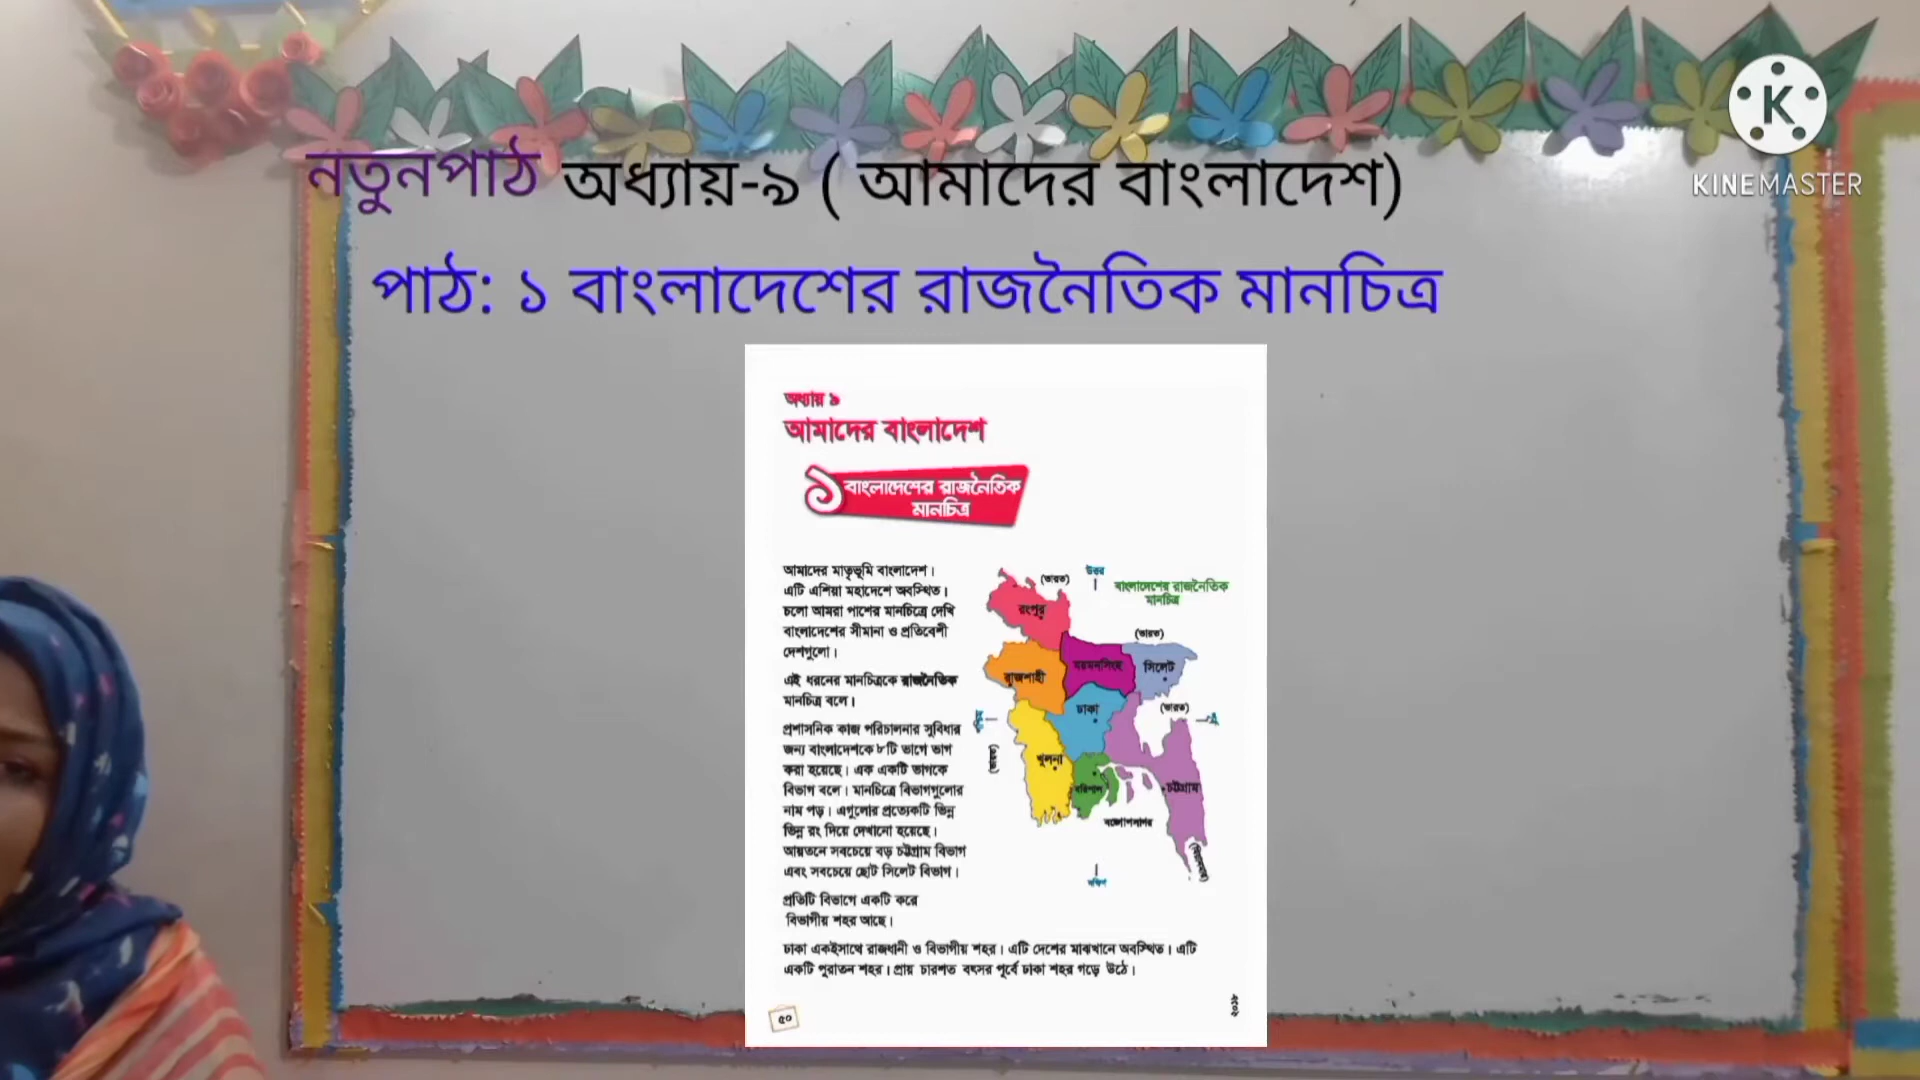 নতুনপাঠ অধ্যায়-৯ ( আমাদের বাংলাদেশ)
পাঠ: ১ বাংলাদেশের রাজনৈতিক মানচিত্র
KINEMASTER
অধ্যায় ৯
আমাদের বাংলাদেশ
১ বাংলাদেশের রাজনৈতিক
মানচিত্র
আমাদের মাতৃভূমি বাংলাদেশ।
এটি এশিয়া মহাদেশে অবস্থিত।
চলো আমরা পাশের মানচিত্রে দেখি
বাংলাদেশের সীমানা ও প্রতিবেশী
দেশগুলো।
এই ধরনের মানচিত্রকে রাজনৈতিক
মানচিত্র বলে।
প্রশাসনিক কাজ পরিচালনার সুবিধার
জন্য বাংলাদেশকে ৮টি ভাগে ভাগ
করা হয়েছে। এক একটি ভাগকে
বিভাগ বলে। মানচিত্রে বিভাগগুলোর
নাম পড়। এগুলোর প্রত্যেকটি ভিন্ন
ভিন্ন রং দিয়ে দেখানো হয়েছে।
আয়তনে সবচেয়ে বড় চট্টগ্রাম বিভাগ
এবং সবচেয়ে ছোট সিলেট বিভাগ।
প্রতিটি বিভাগে একটি করে
বিভাগীয় শহর আছে।
উত্তর
(ভারত)
বাংলাদেশের রাজনৈতিক
মানচিত্র
রংপুর
(ভারত)
ময়মনসিংহ
সিলেট
রাজশাহী
ঢাকা
(ভারত)
(ভারত)
খুলনা
বরিশাল
চট্টগ্রাম
বঙ্গোপসাগর
(মিয়ানমার)
দক্ষিণ
ঢাকা একইসাথে রাজধানী ও বিভাগীয় শহর। এটি দেশের মাঝখানে অবস্থিত। এটি
একটি পুরাতন শহর। প্রায় চারশত বৎসর পূর্বে ঢাকা শহর গড়ে উঠে।
৫০
২০১৮